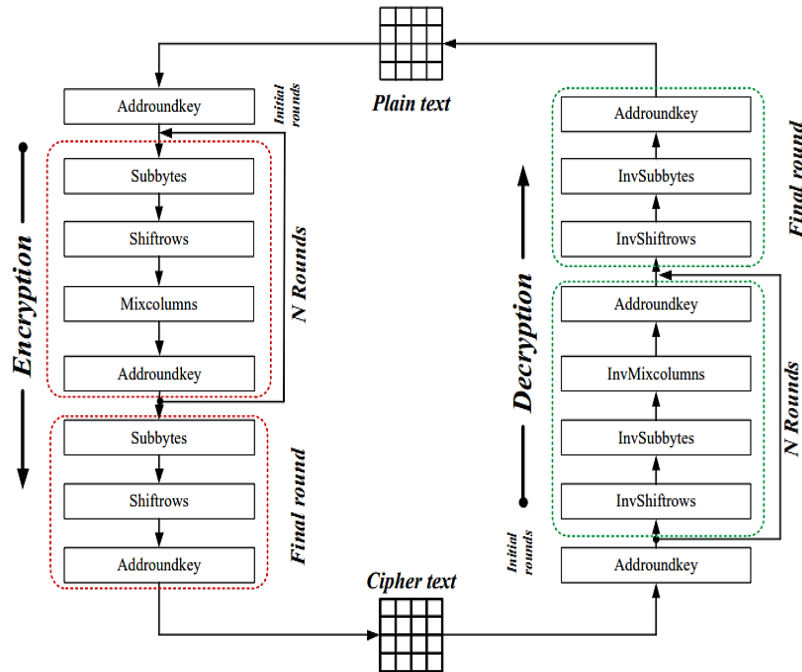 Plain text
Addroundkey
Initial
rounds
Encryption
Subbytes
Shiftrows
Mixcolumns
Addroundkey
N Rounds
Subbytes
Shiftrows
Addroundkey
Final round
Cipher text
Addroundkey
InvSubbytes
InvShiftrows
Final round
Decryption
Addroundkey
InvMixcolumns
InvSubbytes
InvShiftrows
N Rounds
Initial
rounds
Addroundkey